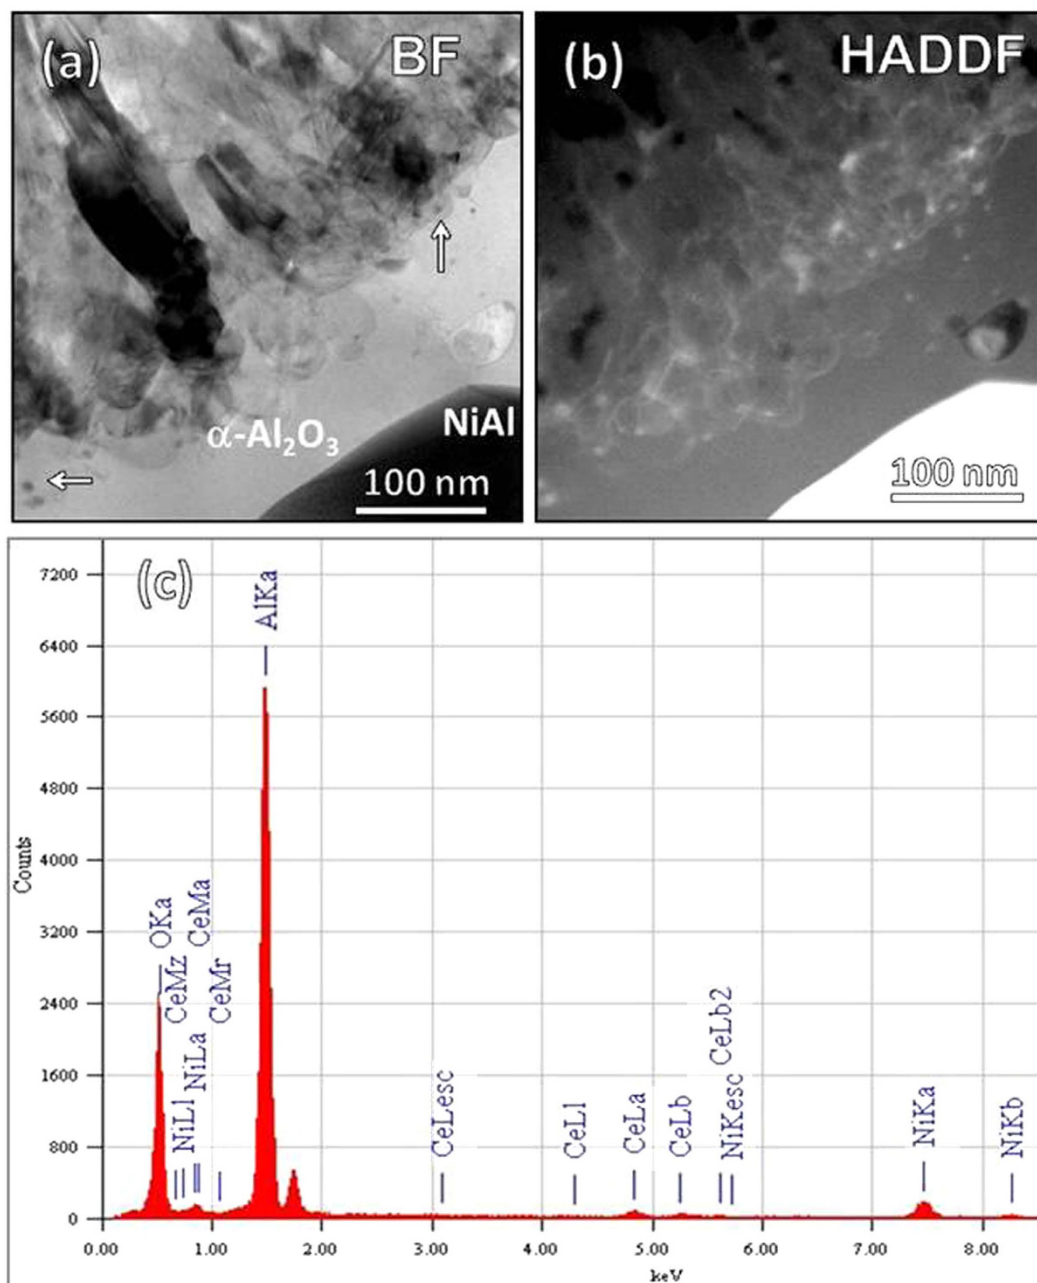 (a) BF
α-Al₂O₃
NiAl
100 nm
(b) HADDF
100 nm
(c)
7200
6400
5600
4800
4000
3200
2400
1600
800
0
Counts
OKa
CeMz
NiLl
CeMa
NiLa
CeMr
AlKa
CeLesc
CeLl
CeLa
CeLb
CeLb2
NiKesc
NiKa
NiKb
0.00 1.00 2.00 3.00 4.00 5.00 6.00 7.00 8.00
keV